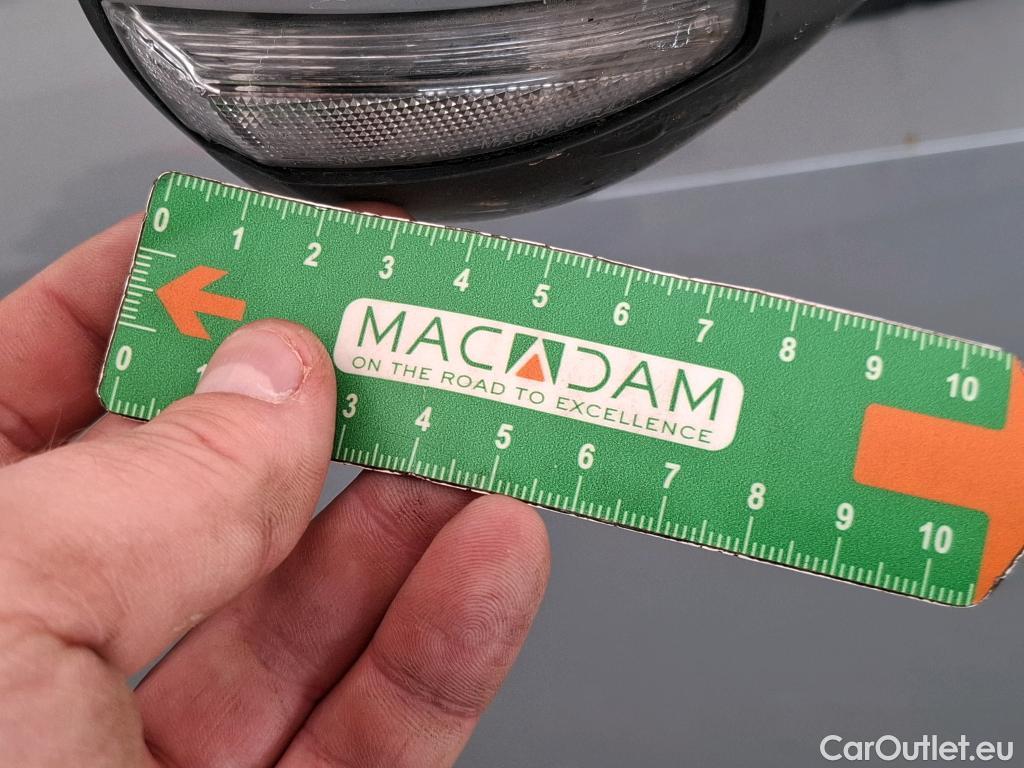 0 1 2 3 4 5 6 7 8 9 10
MACADAM
ON THE ROAD TO EXCELLENCE
0 1 3 4 5 6 7 8 9 10
CarOutlet.eu